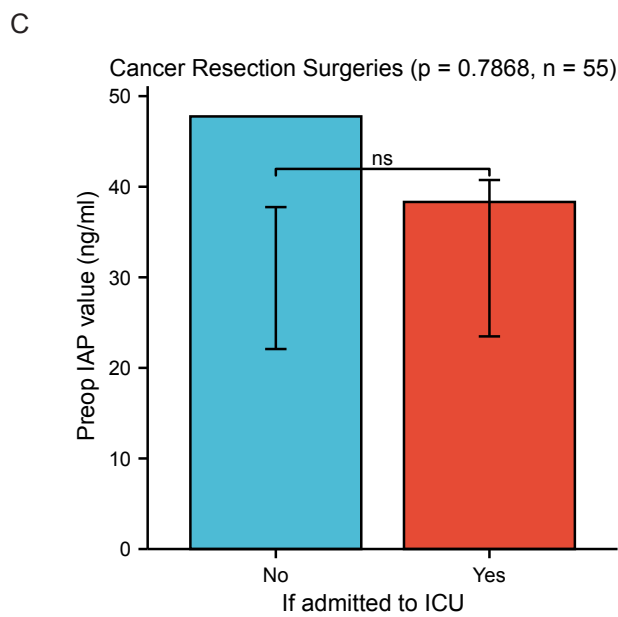 C
Cancer Resection Surgeries (p = 0.7868, n = 55)
50
40
30
20
10
0
Preop IAP value (ng/ml)
ns
No
Yes
If admitted to ICU